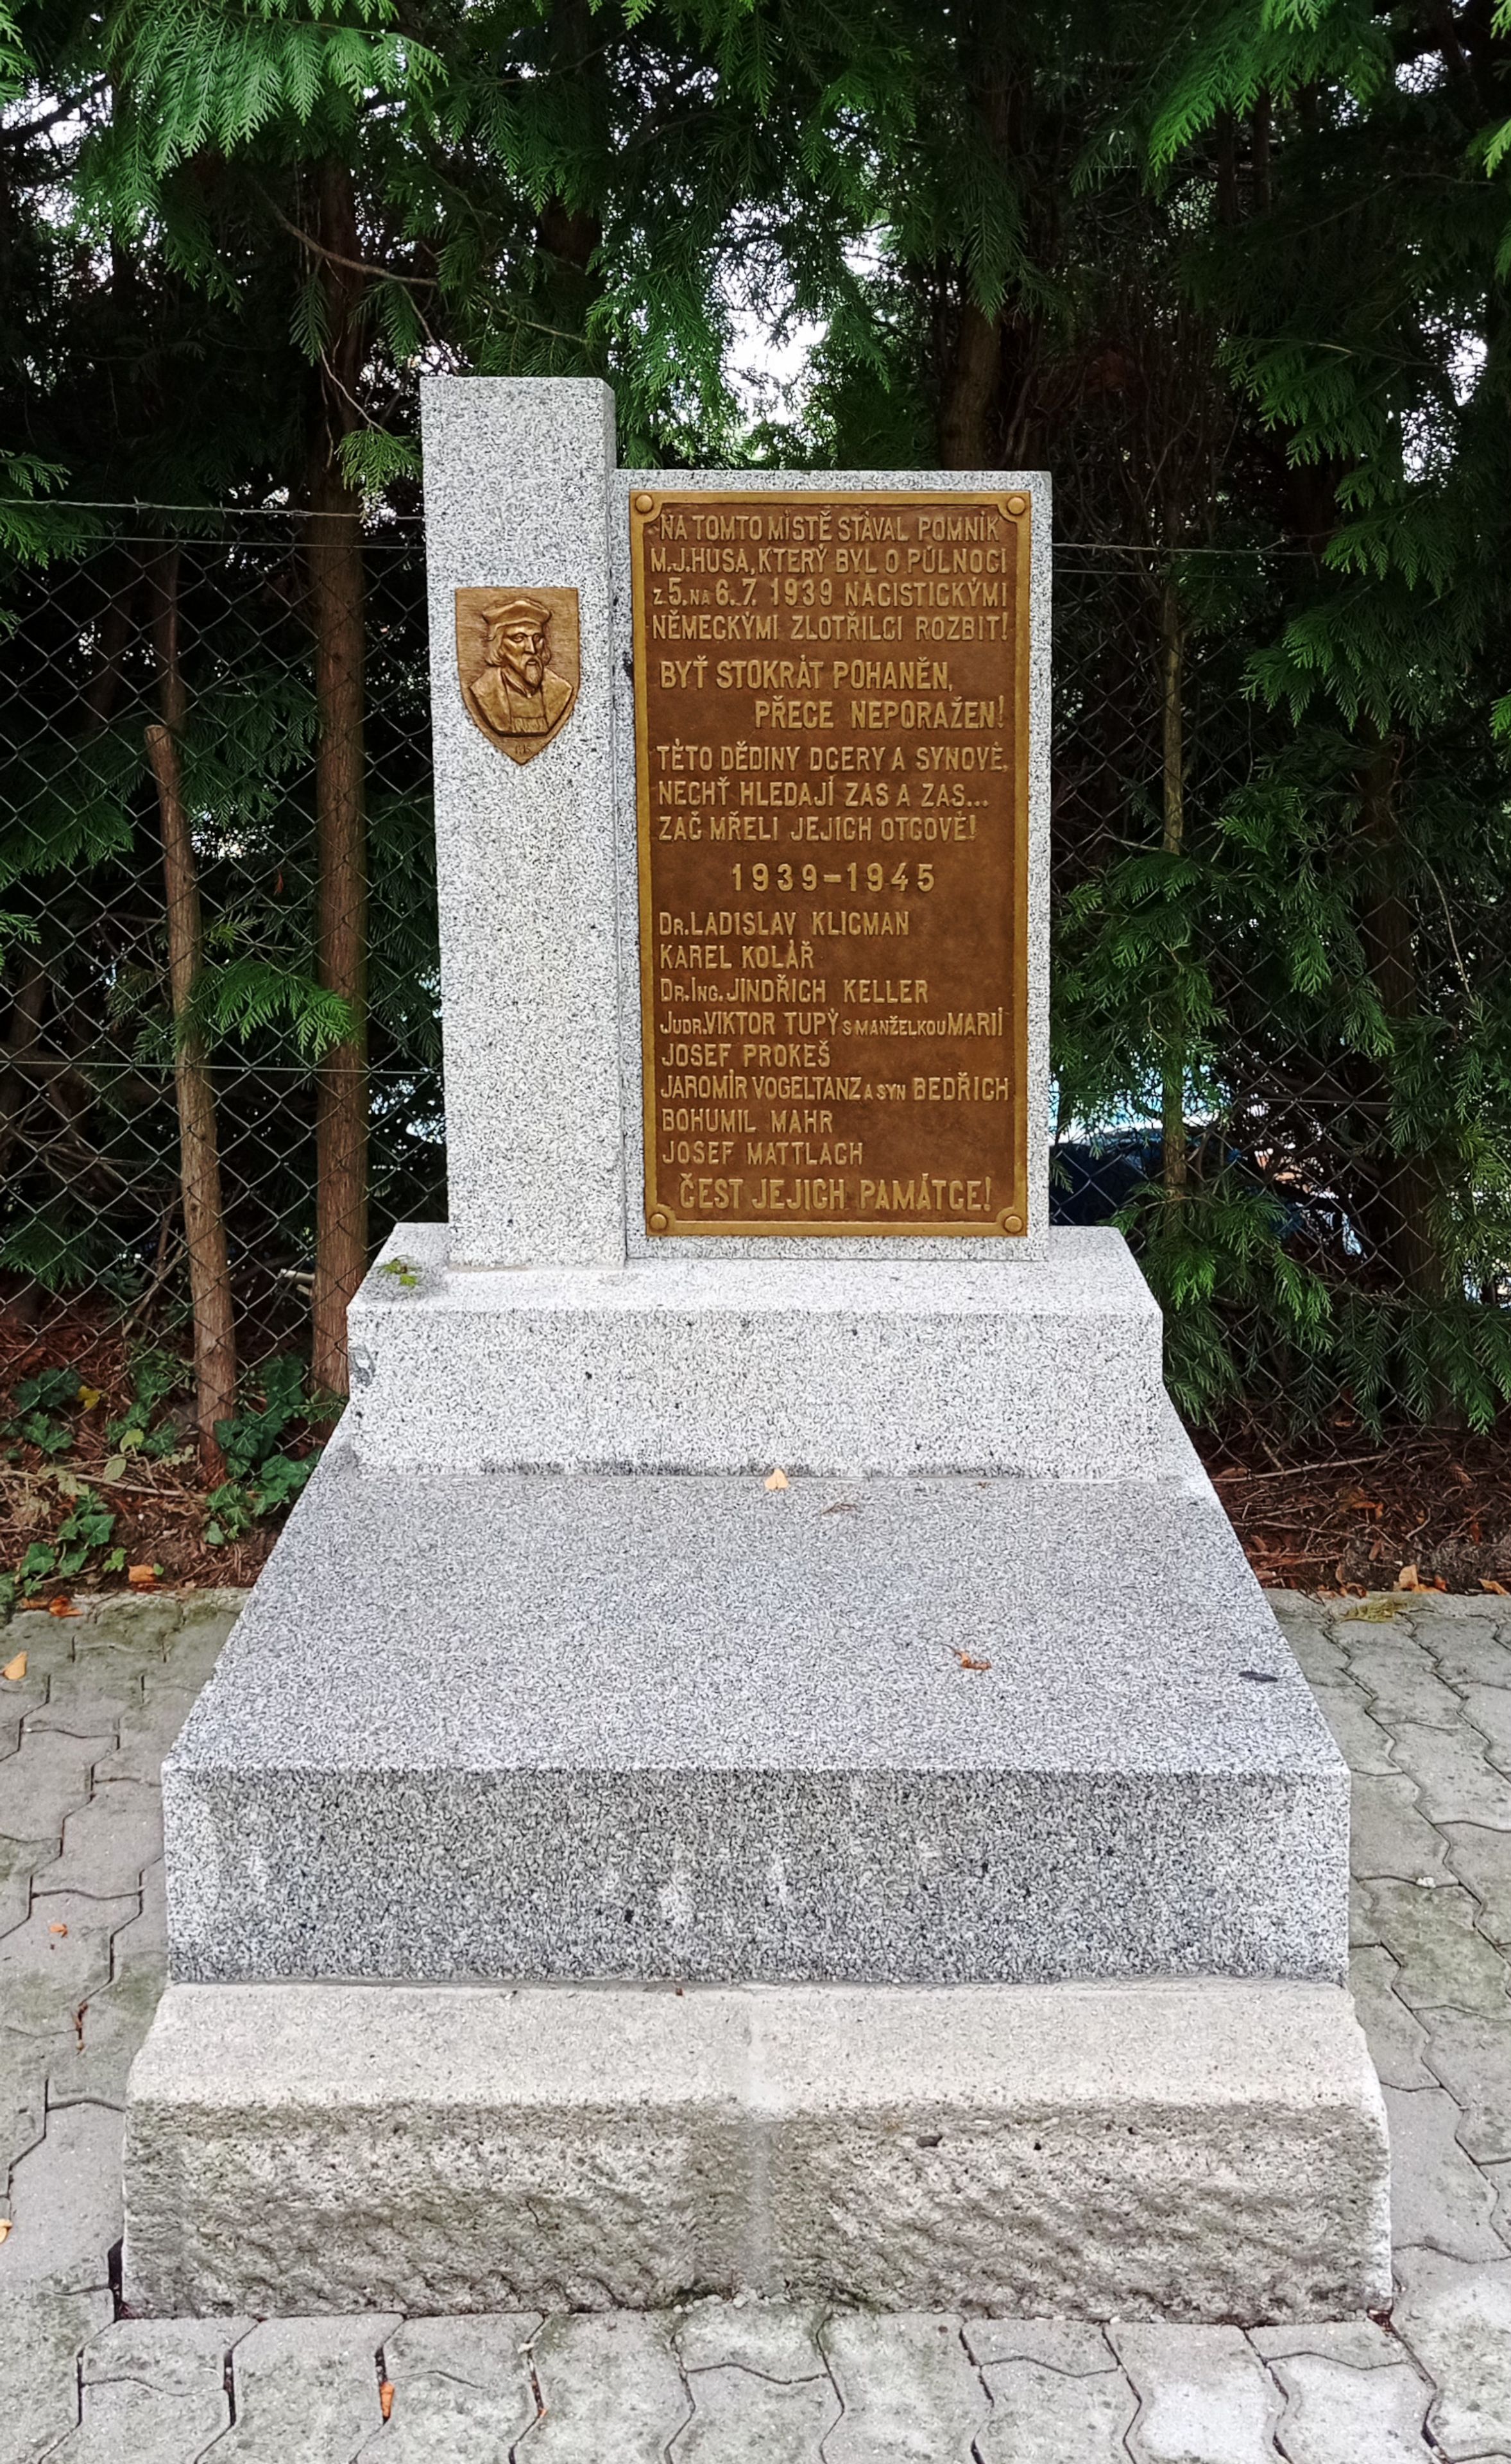 NA TOMTO MÍSTĚ STÁVAL POMNÍK
M.J.HUSA, KTERÝ BYL O PŮLNOCI
z 5. NA 6. 7. 1939 NACISTICKÝMI
NĚMECKÝMI ZLOTŘILCI ROZBIT!
BYŤ STOKRÁT POHANĚN,
PŘECE NEPORAŽEN!
TÉTO DĚDINY DCERY A SYNOVÉ,
NECHŤ HLEDAJÍ ZAS A ZAS...
ZAČ MŘELI JEJICH OTCOVÉ!
1939-1945
DR. LADISLAV KLIGMAN
KAREL KOLÁŘ
DR. ING. JINDŘICH KELLER
JUDR. VIKTOR TUPÝ S MANŽELKOU MARIÍ
JOSEF PROKEŠ
JAROMÍR VOGELTANZ A SYN BEDŘICH
BOHUMIL MAHR
JOSEF MATTLACH
ČEST JEJICH PAMÁTCE!